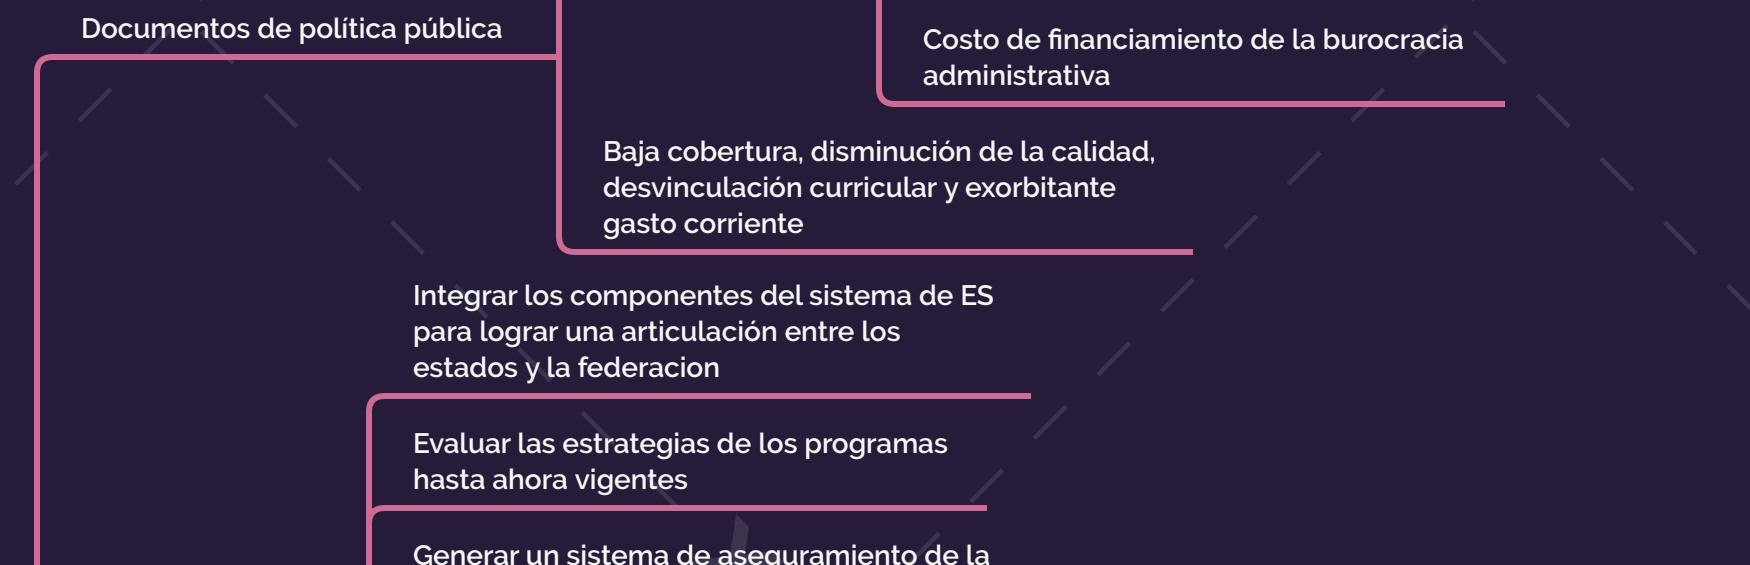 Documentos de política pública
Costo de financiamiento de la burocracia
administrativa
Baja cobertura, disminución de la calidad,
desvinculación curricular y exorbitante
gasto corriente
Integrar los componentes del sistema de ES
para lograr una articulación entre los
estados y la federacion
Evaluar las estrategias de los programas
hasta ahora vigentes
Generar un sistema de aseguramiento de la